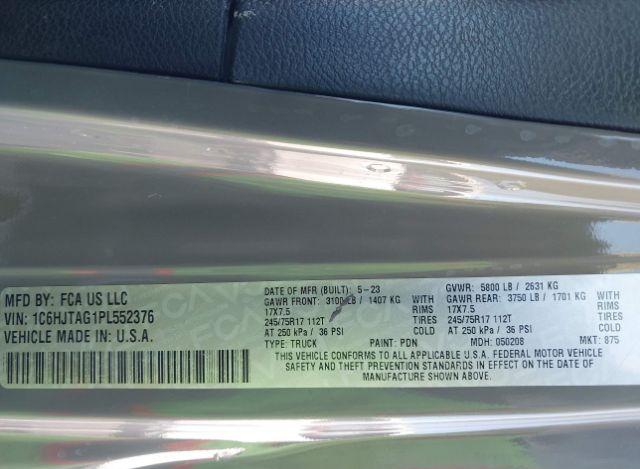 MFD BY: FCA US LLC
VIN: 1C6HJTAG1PL552376
VEHICLE MADE IN: U.S.A.
DATE OF MFR (BUILT): 5-23 GVWR: 5800 LB / 2631 KG
GAWR FRONT: 3100 LB / 1407 KG WITH GAWR REAR: 3750 LB / 1701 KG WITH
17X7.5 RIMS 17X7.5 RIMS
245/75R17 112T TIRES 245/75R17 112T TIRES
AT 250 kPa / 36 PSI COLD AT 250 kPa / 36 PSI COLD
TYPE: TRUCK PAINT: PDN MDH: 050208 MKT: 875
THIS VEHICLE CONFORMS TO ALL APPLICABLE U.S.A. FEDERAL MOTOR VEHICLE
SAFETY AND THEFT PREVENTION STANDARDS IN EFFECT ON THE DATE OF
MANUFACTURE SHOWN ABOVE.